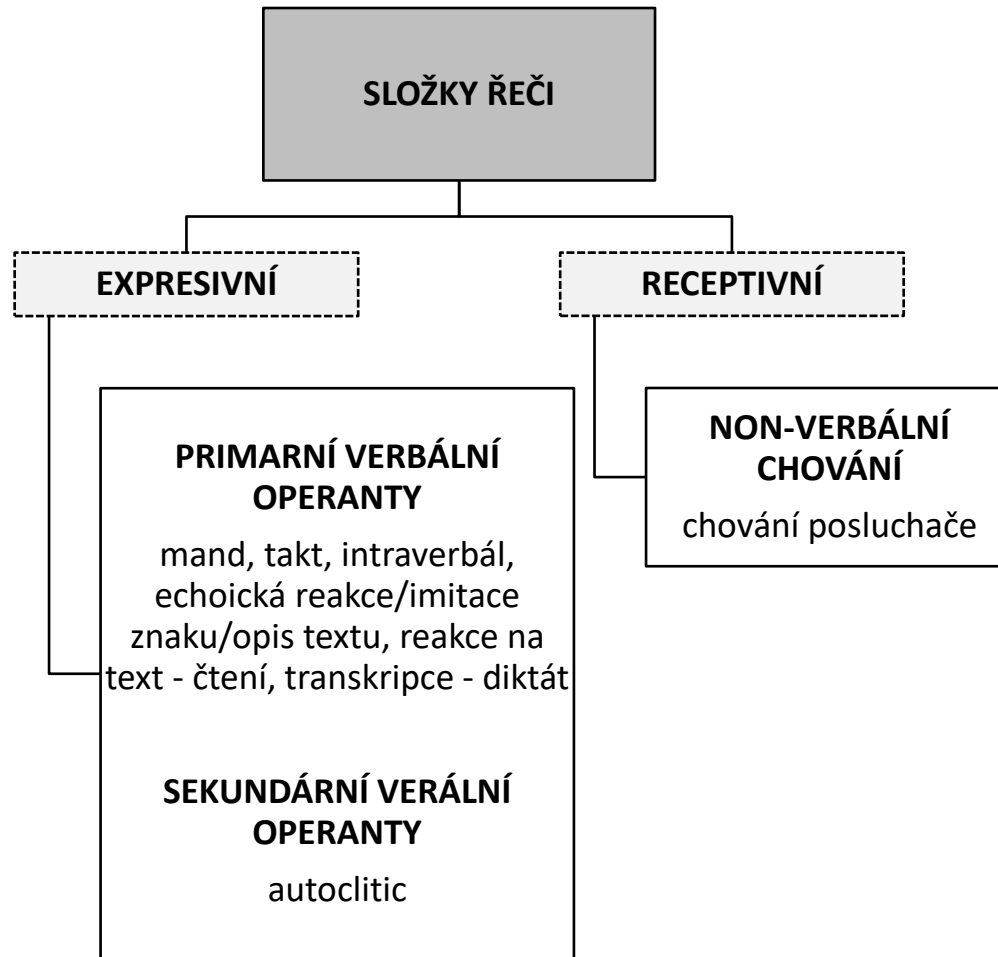 SLOŽKY ŘEČI
EXPRESIVNÍ
RECEPTIVNÍ
PRIMARNÍ VERBÁLNÍ
OPERANTY
mand, takt, intraverbál,
echoická reakce/imitace
znaku/opis textu, reakce na
text - čtení, transkripce - diktát
SEKUNDÁRNÍ VERÁLNÍ
OPERANTY
autoclitic
NON-VERBÁLNÍ
CHOVÁNÍ
chování posluchače